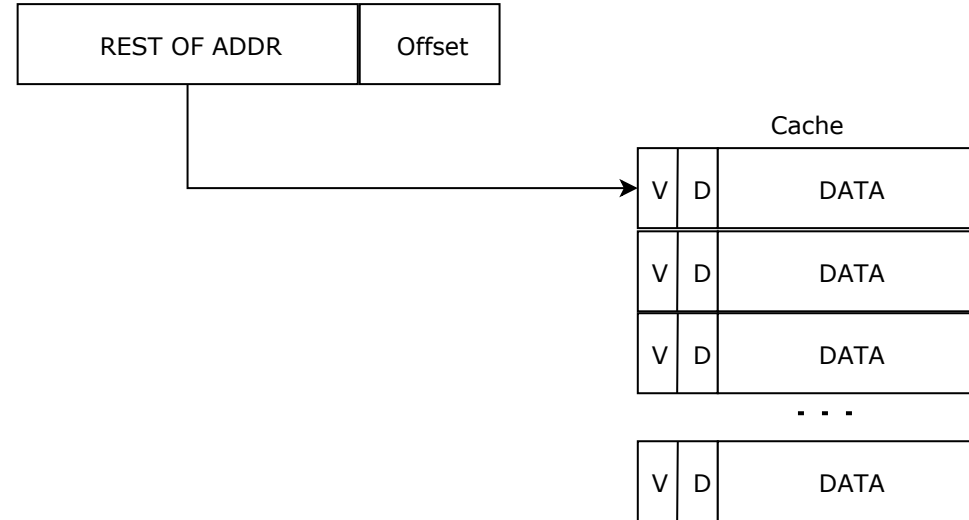 REST OF ADDR Offset
Cache
V D DATA
V D DATA
V D DATA
. . .
V D DATA